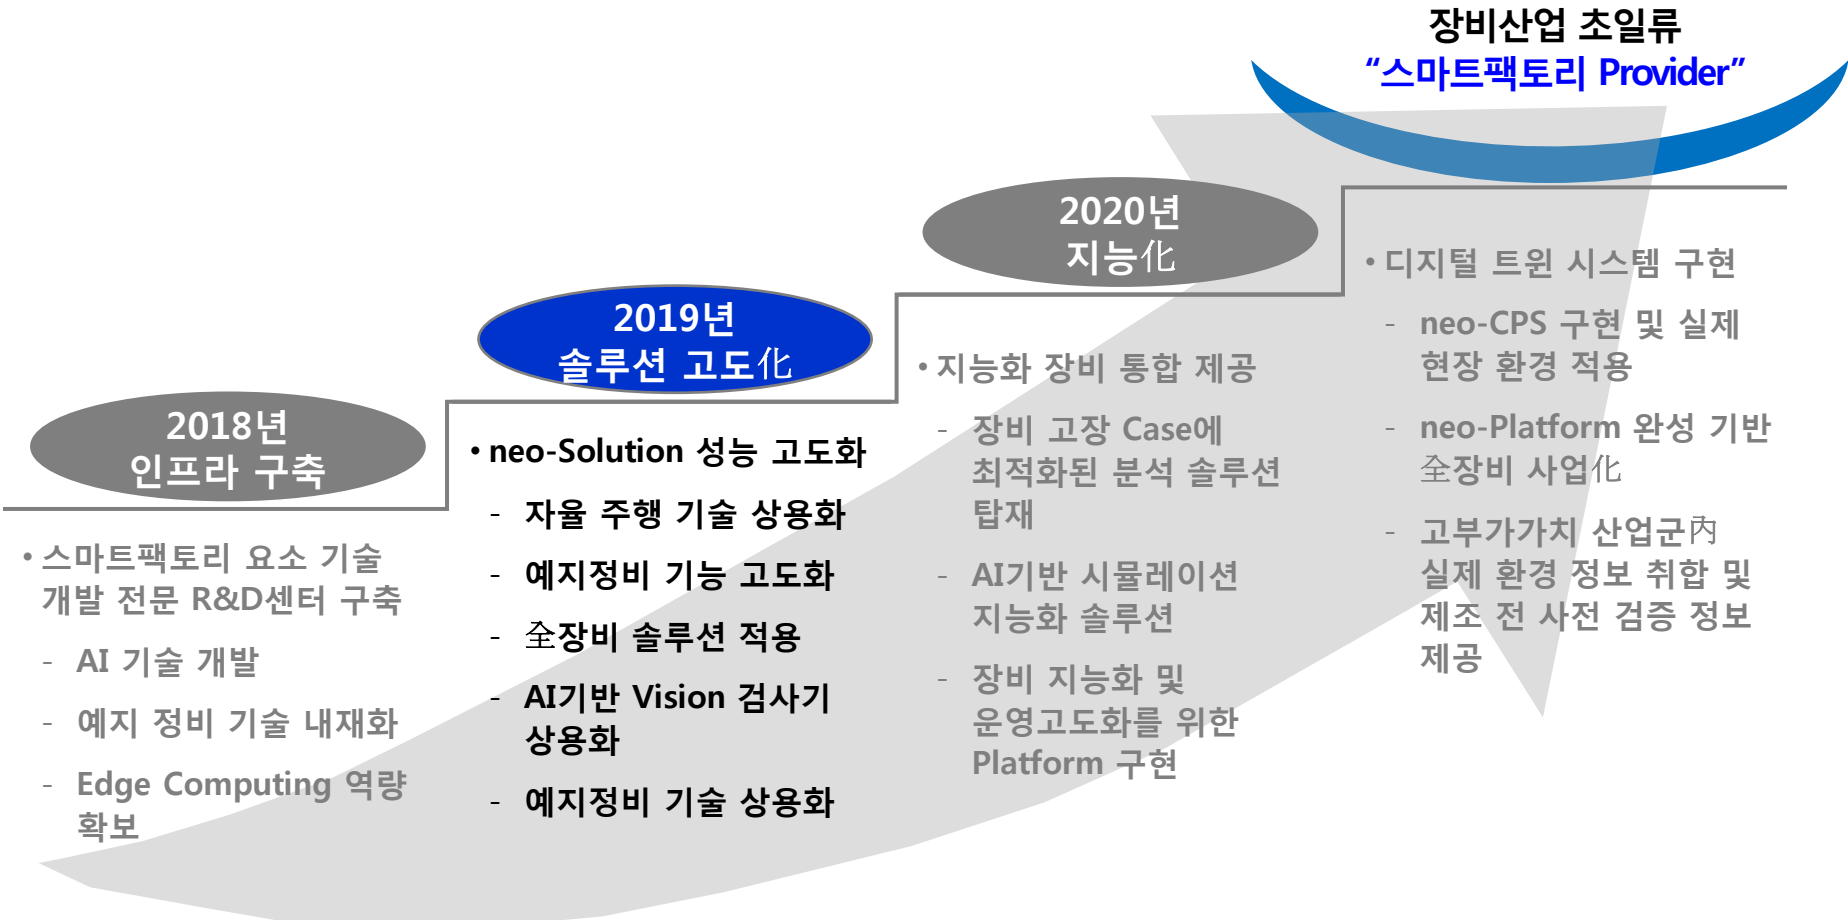 장비산업 초일류
“스마트팩토리 Provider”
2018년
인프라 구축
• 스마트팩토리 요소 기술
개발 전문 R&D센터 구축
- AI 기술 개발
- 예지 정비 기술 내재화
- Edge Computing 역량
확보
2019년
솔루션 고도化
• neo-Solution 성능 고도화
- 자율 주행 기술 상용화
- 예지정비 기능 고도화
- 全장비 솔루션 적용
- AI기반 Vision 검사기
상용화
- 예지정비 기술 상용화
2020년
지능化
• 지능화 장비 통합 제공
- 장비 고장 Case에
최적화된 분석 솔루션
탑재
- AI기반 시뮬레이션
지능화 솔루션
- 장비 지능화 및
운영고도화를 위한
Platform 구현
• 디지털 트윈 시스템 구현
- neo-CPS 구현 및 실제
현장 환경 적용
- neo-Platform 완성 기반
全장비 사업化
- 고부가가치 산업군內
실제 환경 정보 취합 및
제조 전 사전 검증 정보
제공